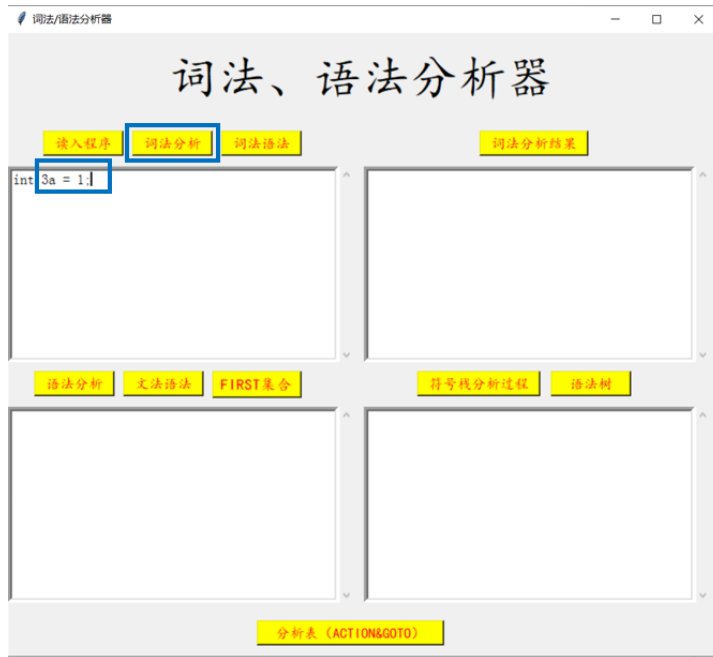 词法/语法分析器
词法、语法分析器
读入程序 词法分析 词法语法 词法分析结果
int 3a = 1;
语法分析 文法语法 FIRST集合 符号栈分析过程 语法树
分析表（ACTION&GOTO）